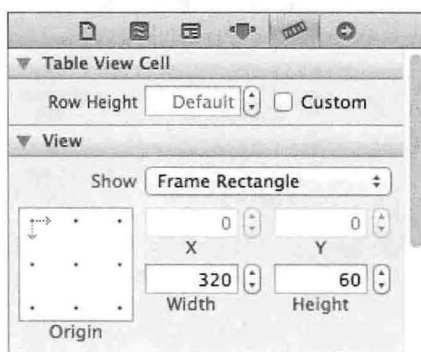 Table View Cell
Row Height Default Custom
View
Show Frame Rectangle
0 0
X Y
320 60
Width Height
Origin